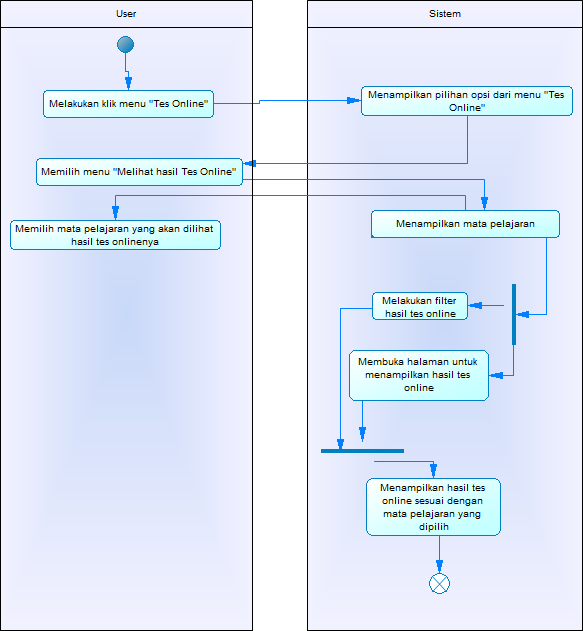 User
Sistem
Melakukan klik menu "Tes Online"
Menampilkan pilihan opsi dari menu "Tes
Online"
Memilih menu "Melihat hasil Tes Online"
Menampilkan mata pelajaran
Memilih mata pelajaran yang akan dilihat
hasil tes onlinenya
Melakukan filter
hasil tes online
Membuka halaman untuk
menampilkan hasil tes
online
Menampilkan hasil tes
online sesuai dengan
mata pelajaran yang
dipilih